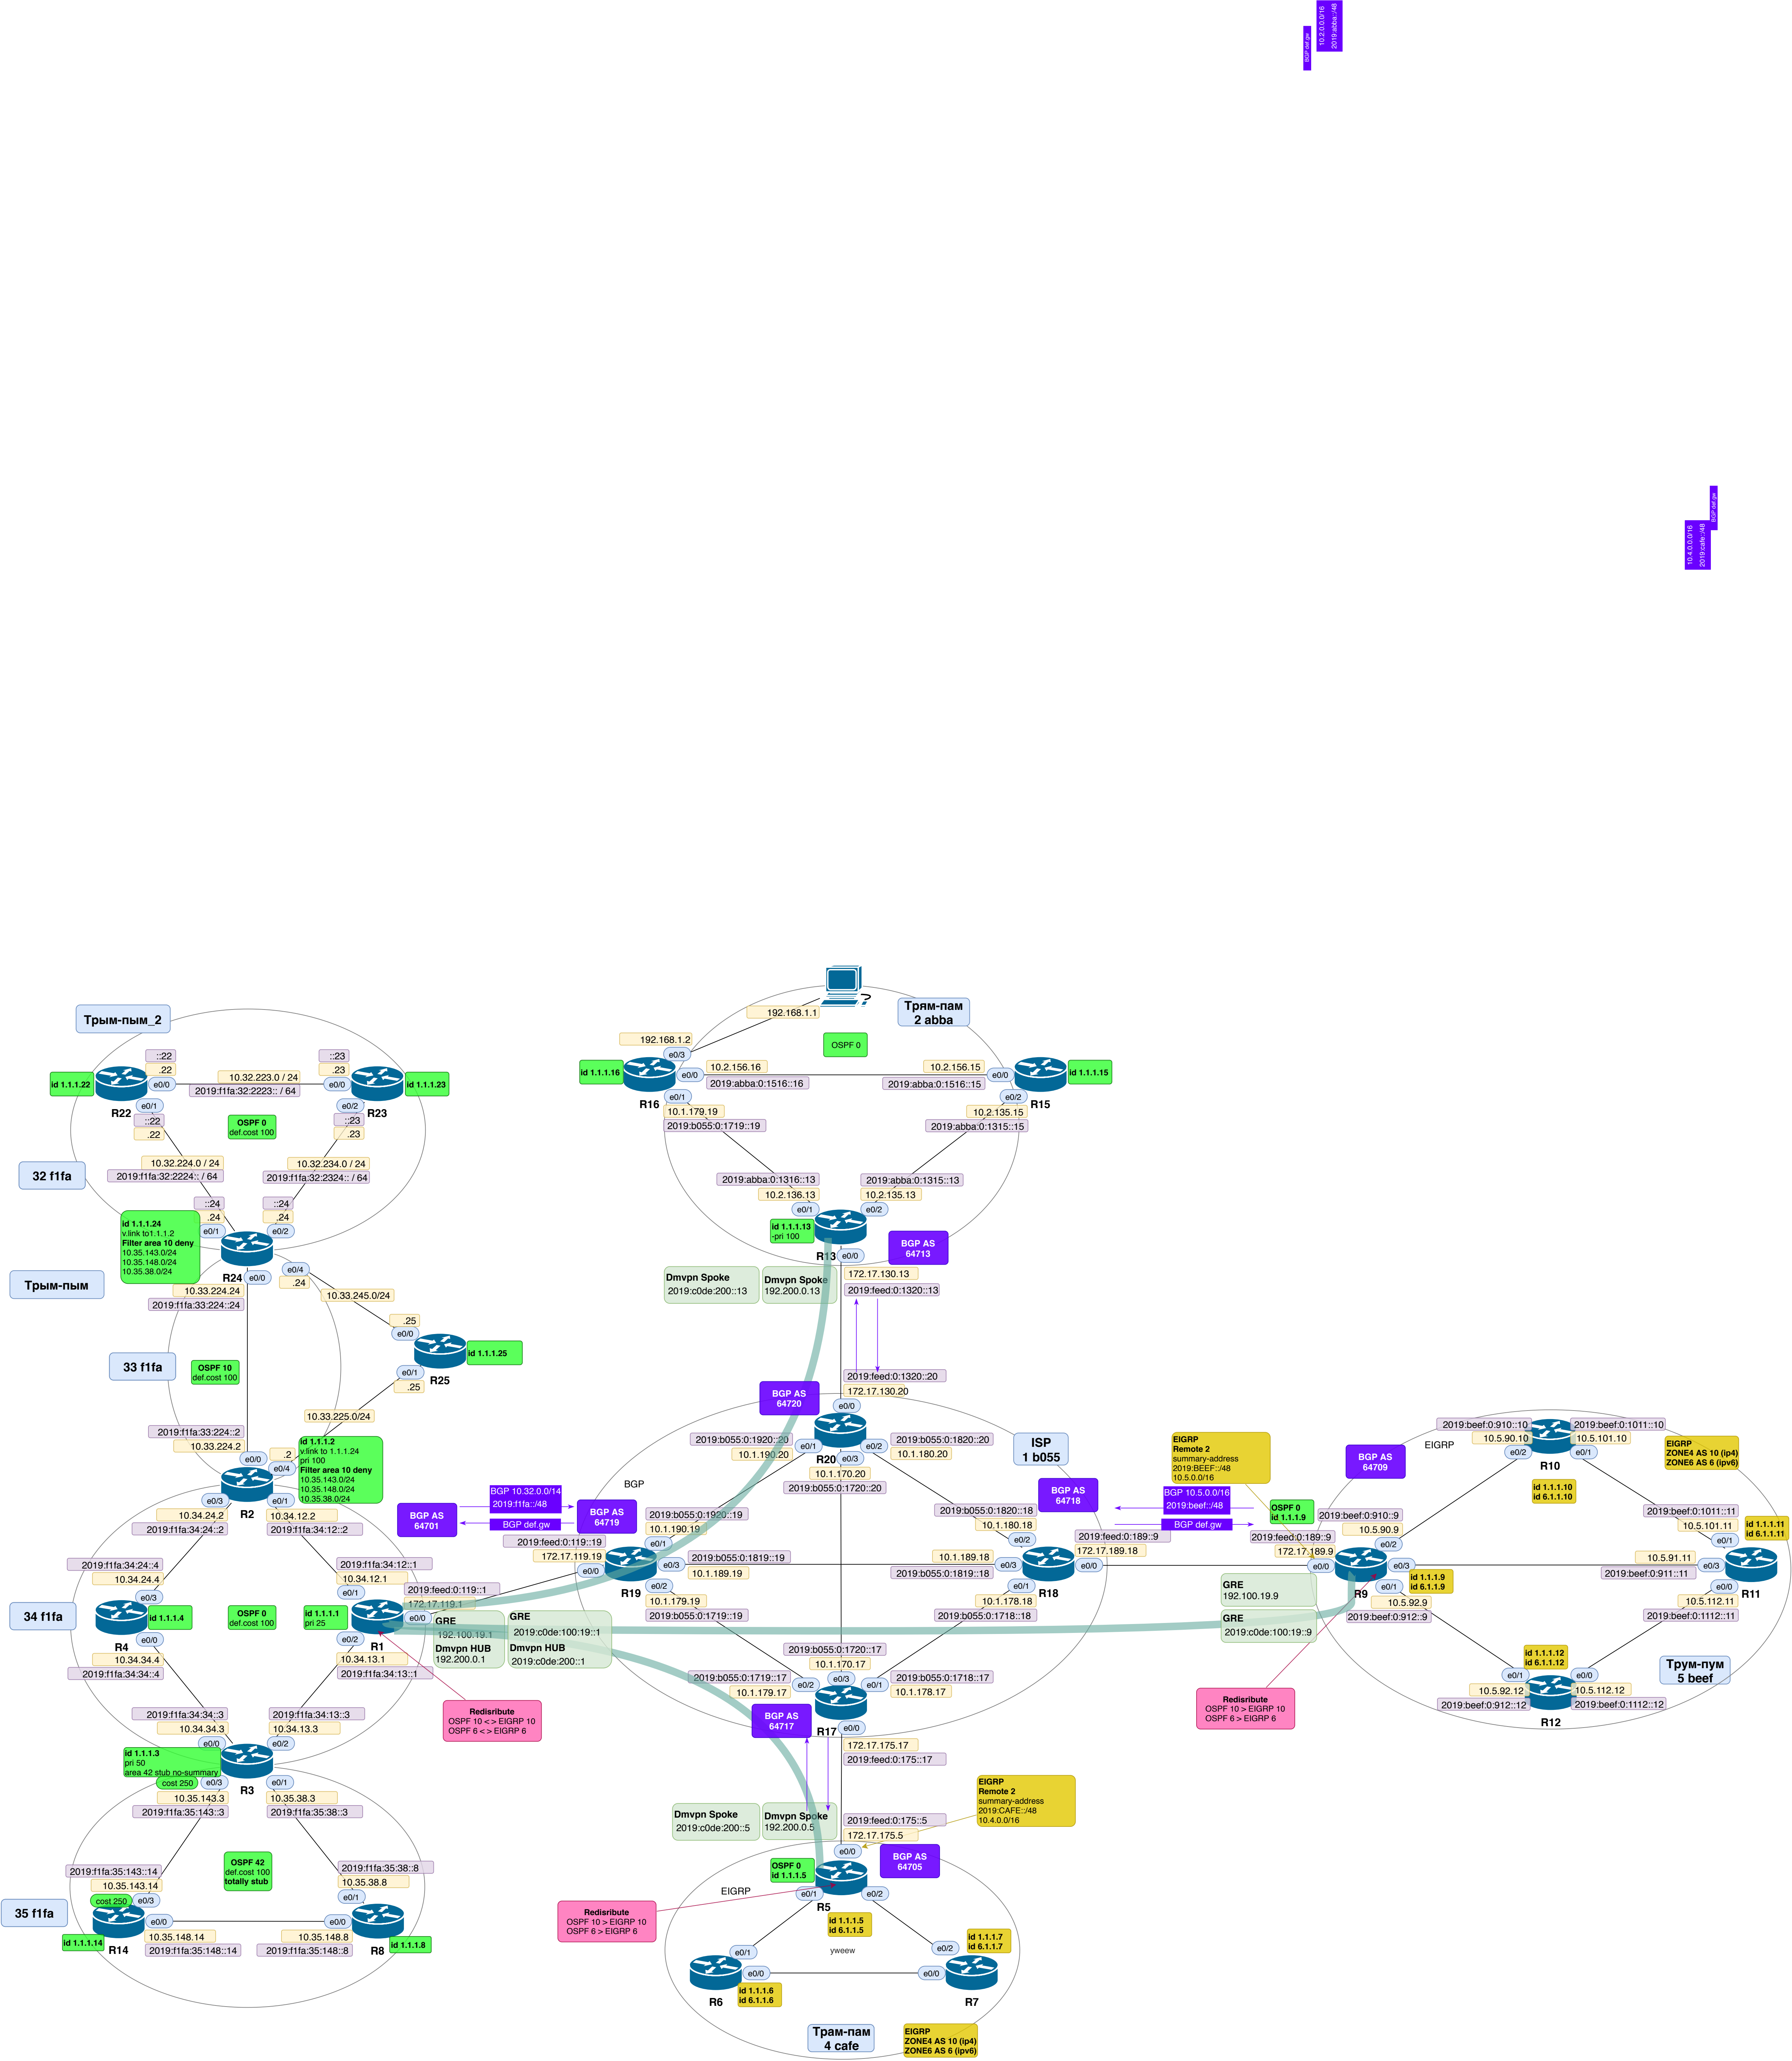 10.2.0.0.0/16
2019:abba::/48
BGP.def.gw
BGP.def.gw
10.4.0.0.0/16
2019:cafe::/48
Трым-пым_2
::22
.22
::23
.23
id 1.1.1.22
e0/0
10.32.223.0 / 24
2019:f1fa:32:2223:: / 64
e0/0
id 1.1.1.23
R22
e0/1
::22
.22
OSPF 0
def.cost 100
e0/2
R23
::23
.23
32 f1fa
10.32.224.0 / 24
2019:f1fa:32:2224:: / 64
10.32.234.0 / 24
2019:f1fa:32:2324:: / 64
::24
.24
e0/1
::24
.24
e0/2
id 1.1.1.24
v.link to1.1.1.2
Filter area 10 deny
10.35.143.0/24
10.35.148.0/24
10.35.38.0/24
R24
e0/0
e0/4
.24
Трым-пым
10.33.224.24
2019:f1fa:33:224::24
10.33.245.0/24
.25
e0/0
id 1.1.1.25
R25
e0/1
.25
33 f1fa
OSPF 10
def.cost 100
10.33.225.0/24
2019:f1fa:33:224::2
10.33.224.2
e0/0
.2
e0/4
id 1.1.1.2
v.link to 1.1.1.24
pri 100
Filter area 10 deny
10.35.143.0/24
10.35.148.0/24
10.35.38.0/24
e0/3
R2
e0/1
10.34.24.2
2019:f1fa:34:24::2
10.34.12.2
2019:f1fa:34:12::2
2019:f1fa:34:24::4
10.34.24.4
e0/3
2019:f1fa:34:12::1
10.34.12.1
e0/1
34 f1fa
id 1.1.1.4
R4
e0/0
OSPF 0
def.cost 100
id 1.1.1.1
pri 25
R1
e0/2
e0/0
10.34.34.4
2019:f1fa:34:34::4
10.34.13.1
2019:f1fa:34:13::1
2019:f1fa:34:34::3
10.34.34.3
e0/0
2019:f1fa:34:13::3
10.34.13.3
e0/2
id 1.1.1.3
pri 50
area 42 stub no-summary
cost 250
e0/3
R3
e0/1
10.35.143.3
2019:f1fa:35:143::3
10.35.38.3
2019:f1fa:35:38::3
OSPF 42
def.cost 100
totally stub
2019:f1fa:35:143::14
10.35.143.14
cost 250
e0/3
2019:f1fa:35:38::8
10.35.38.8
e0/1
35 f1fa
id 1.1.1.14
R14
e0/0
10.35.148.14
2019:f1fa:35:148::14
e0/0
10.35.148.8
2019:f1fa:35:148::8
R8
id 1.1.1.8
Трям-пам
2 abba
192.168.1.1
192.168.1.2
e0/3
OSPF 0
id 1.1.1.16
R16
e0/0
10.2.156.16
2019:abba:0:1516::16
10.2.156.15
2019:abba:0:1516::15
e0/0
id 1.1.1.15
R15
e0/1
10.1.179.19
2019:b055:0:1719::19
e0/2
10.2.135.15
2019:abba:0:1315::15
2019:abba:0:1316::13
10.2.136.13
e0/1
2019:abba:0:1315::13
10.2.135.13
e0/2
id 1.1.1.13
-pri 100
R13
e0/0
BGP AS
64713
Dmvpn Spoke
2019:c0de:200::13
Dmvpn Spoke
192.200.0.13
172.17.130.13
2019:feed:0:1320::13
2019:feed:0:1320::20
172.17.130.20
e0/0
BGP AS
64720
2019:b055:0:1920::20
10.1.190.20
e0/1
R20
e0/3
e0/2
2019:b055:0:1820::20
10.1.180.20
10.1.170.20
2019:b055:0:1720::20
ISP
1 b055
BGP
BGP AS
64701
BGP 10.32.0.0/14
2019:f1fa::/48
BGP def.gw
BGP AS
64719
2019:b055:0:1920::19
10.1.190.19
e0/1
2019:feed:0:119::19
172.17.119.19
e0/0
R19
e0/3
2019:b055:0:1819::19
10.1.189.19
e0/2
10.1.179.19
2019:b055:0:1719::19
2019:feed:0:119::1
172.17.119.1
GRE
192.100.19.1
Dmvpn HUB
192.200.0.1
GRE
2019:c0de:100:19::1
Dmvpn HUB
2019:c0de:200::1
Redisribute
OSPF 10 < > EIGRP 10
OSPF 6 < > EIGRP 6
BGP AS
64718
2019:b055:0:1820::18
10.1.180.18
e0/2
10.1.189.18
2019:b055:0:1819::18
e0/3
R18
e0/0
2019:feed:0:189::9
172.17.189.18
e0/1
10.1.178.18
2019:b055:0:1718::18
2019:b055:0:1720::17
10.1.170.17
e0/3
2019:b055:0:1719::17
10.1.179.17
e0/2
e0/1
2019:b055:0:1718::17
10.1.178.17
BGP AS
64717
R17
e0/0
172.17.175.17
2019:feed:0:175::17
Dmvpn Spoke
2019:c0de:200::5
Dmvpn Spoke
192.200.0.5
2019:feed:0:175::5
172.17.175.5
e0/0
EIGRP
Remote 2
summary-address
2019:CAFE::/48
10.4.0.0/16
BGP AS
64705
OSPF 0
id 1.1.1.5
EIGRP
e0/1
R5
e0/2
id 1.1.1.5
id 6.1.1.5
Redisribute
OSPF 10 > EIGRP 10
OSPF 6 > EIGRP 6
yweew
e0/1
e0/2
id 1.1.1.7
id 6.1.1.7
e0/0
e0/0
R6
id 1.1.1.6
id 6.1.1.6
R7
Трам-пам
4 cafe
EIGRP
ZONE4 AS 10 (ip4)
ZONE6 AS 6 (ipv6)
EIGRP
Remote 2
summary-address
2019:BEEF::/48
10.5.0.0/16
BGP 10.5.0.0/16
2019:beef::/48
BGP def.gw
OSPF 0
id 1.1.1.9
2019:feed:0:189::9
172.17.189.9
e0/0
R9
GRE
192.100.19.9
GRE
2019:c0de:100:19::9
Redisribute
OSPF 10 > EIGRP 10
OSPF 6 > EIGRP 6
BGP AS
64709
EIGRP
2019:beef:0:910::10
10.5.90.10
e0/2
R10
2019:beef:0:1011::10
10.5.101.10
e0/1
EIGRP
ZONE4 AS 10 (ip4)
ZONE6 AS 6 (ipv6)
id 1.1.1.10
id 6.1.1.10
2019:beef:0:910::9
10.5.90.9
e0/2
e0/3
id 1.1.1.9
id 6.1.1.9
e0/1
10.5.92.9
2019:beef:0:912::9
2019:beef:0:1011::11
10.5.101.11
e0/1
id 1.1.1.11
id 6.1.1.11
10.5.91.11
2019:beef:0:911::11
e0/3
R11
e0/0
10.5.112.11
2019:beef:0:1112::11
id 1.1.1.12
id 6.1.1.12
e0/1
10.5.92.12
2019:beef:0:912::12
R12
e0/0
10.5.112.12
2019:beef:0:1112::12
Трум-пум
5 beef